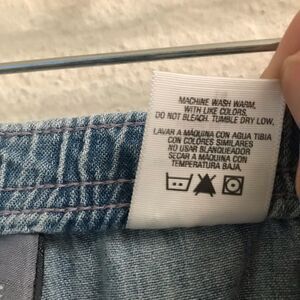 MACHINE WASH WARM,
WITH LIKE COLORS,
DO NOT BLEACH. TUMBLE DRY LOW,
LAVAR A MÁQUINA CON AGUA TIBIA
CON COLORES SIMILARES
NO USAR BLANQUEADOR
SECAR A MÁQUINA CON
TEMPERATURA BAJA.